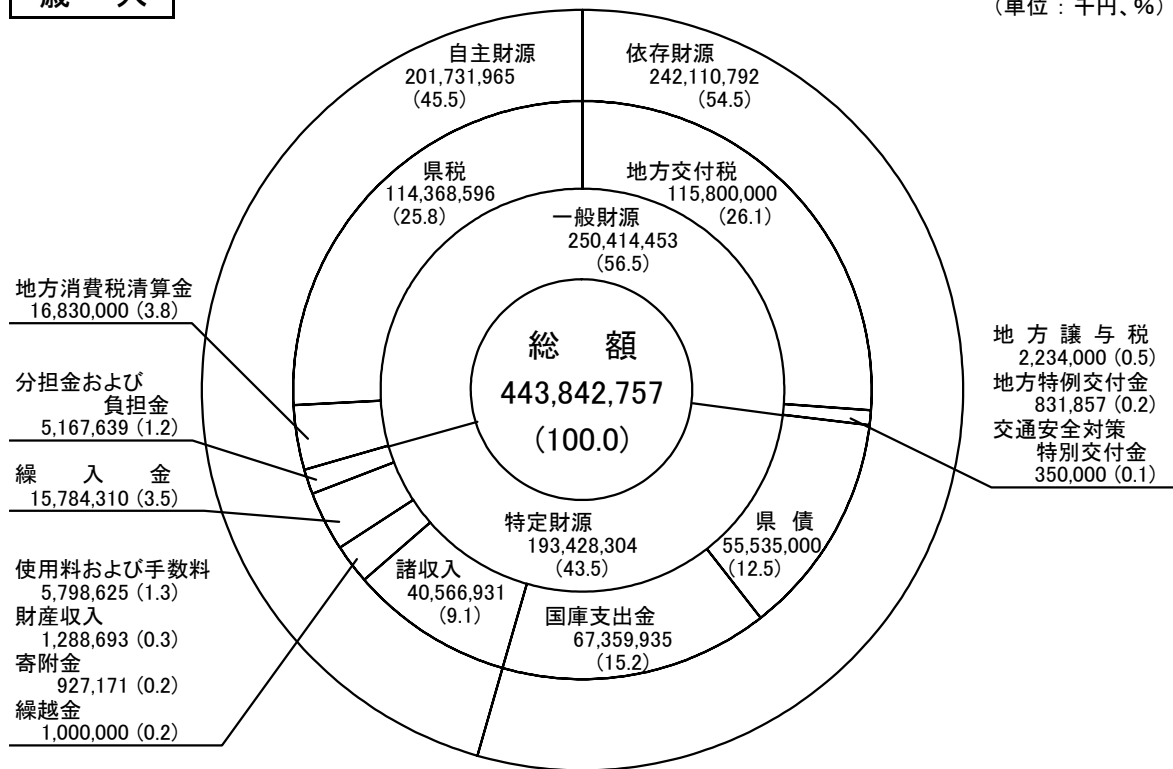 歳 入
（単位：千円、％）
自主財源
201,731,965
(45.5)
依存財源
242,110,792
(54.5)
県税
114,368,596
(25.8)
地方交付税
115,800,000
(26.1)
一般財源
250,414,453
(56.5)
総 額
443,842,757
(100.0)
地方消費税清算金
16,830,000 (3.8)
分担金および
負担金
5,167,639 (1.2)
繰 入 金
15,784,310 (3.5)
使用料および手数料
5,798,625 (1.3)
財産収入
1,288,693 (0.3)
寄附金
927,171 (0.2)
繰越金
1,000,000 (0.2)
地 方 譲 与 税
2,234,000 (0.5)
地方特例交付金
831,857 (0.2)
交通安全対策
特別交付金
350,000 (0.1)
特定財源
193,428,304
(43.5)
県 債
55,535,000
(12.5)
諸収入
40,566,931
(9.1)
国庫支出金
67,359,935
(15.2)